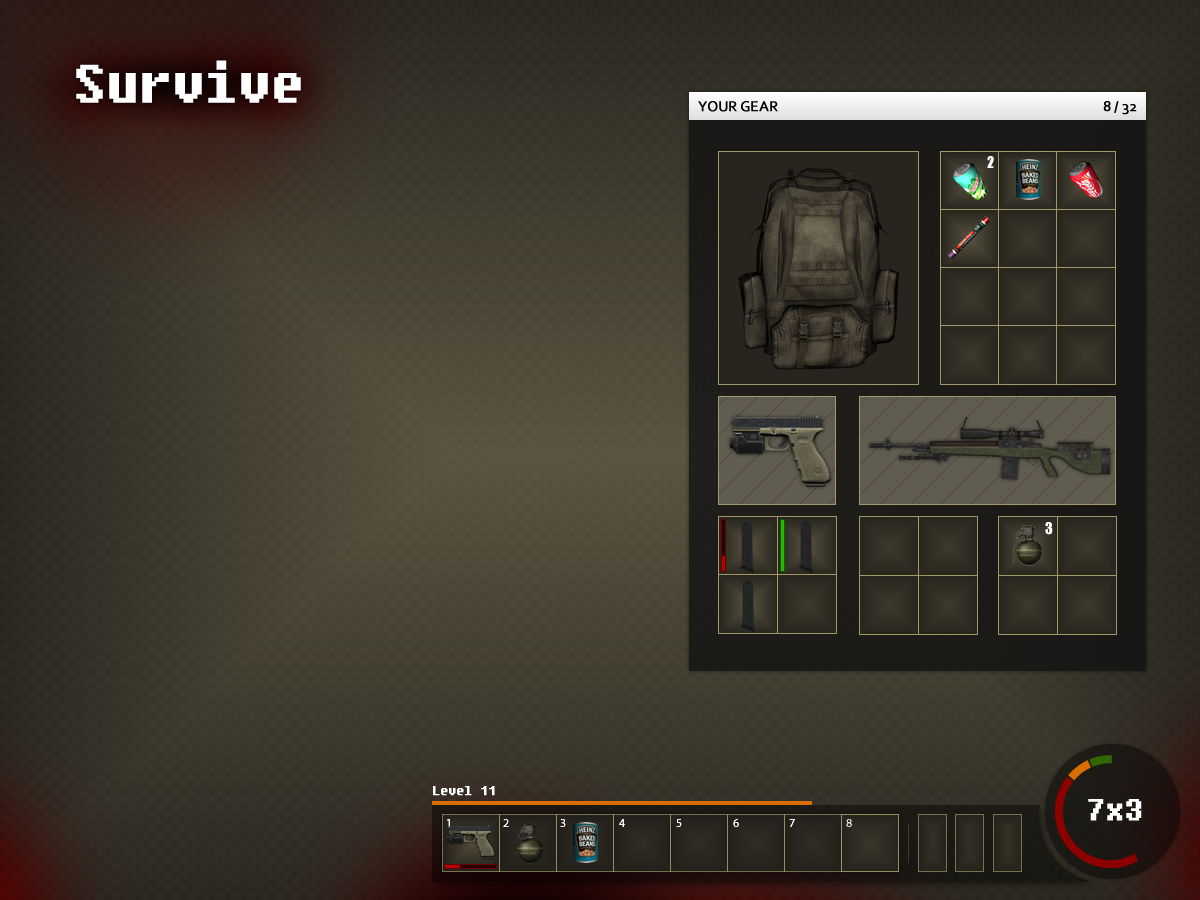 Survive
YOUR GEAR 8 / 32
2
HEINZ
BAKED
BEANS
3
Level 11
1 2 3 4 5 6 7 8
HEINZ
BAKED
BEANS
7x3